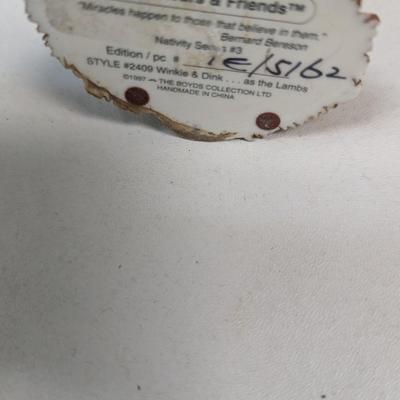 & Friends™
"Miracles happen to those that believe in them."
Bernard Bereson
Nativity Series #3
Edition / pc # 1E/5162
STYLE #2409 Winkie & Dink . . . as the Lambs
©1997 THE BOYDS COLLECTION LTD
HANDMADE IN CHINA